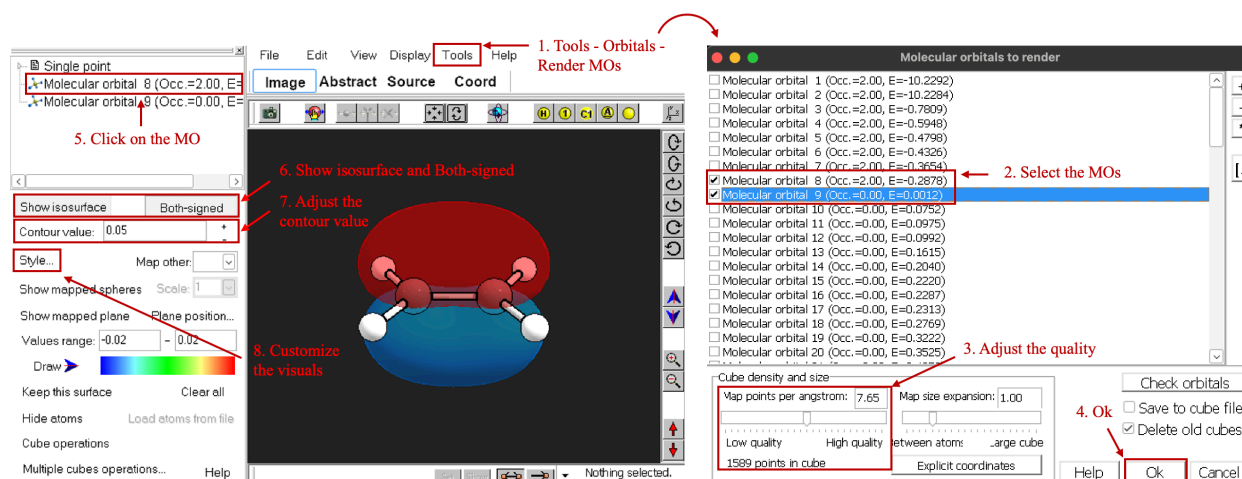 Single point
Molecular orbital 8 (Occ.=2.00, E=
Molecular orbital 9 (Occ.=0.00, E=
5. Click on the MO
Show isosurface Both-signed
Contour value: 0.05
Style... Map other:
Show mapped spheres Scale: 1
Show mapped plane Plane position...
Values range: -0.02 - 0.02
Draw
Keep this surface Clear all
Hide atoms Load atoms from file
Cube operations
Multiple cubes operations... Help
File Edit View Display Tools Help
1. Tools - Orbitals -
Render MOs
Image Abstract Source Coord
H 1 C1 A
6. Show isosurface and Both-signed
7. Adjust the
contour value
8. Customize
the visuals
Nothing selected.
Molecular orbitals to render
Molecular orbital 1 (Occ.=2.00, E=-10.2292)
Molecular orbital 2 (Occ.=2.00, E=-10.2284)
Molecular orbital 3 (Occ.=2.00, E=-0.7809)
Molecular orbital 4 (Occ.=2.00, E=-0.5948)
Molecular orbital 5 (Occ.=2.00, E=-0.4798)
Molecular orbital 6 (Occ.=2.00, E=-0.4326)
Molecular orbital 7 (Occ.=2.00, E=-0.3654)
Molecular orbital 8 (Occ.=2.00, E=-0.2878)
Molecular orbital 9 (Occ.=0.00, E=0.0012)
Molecular orbital 10 (Occ.=0.00, E=0.0752)
Molecular orbital 11 (Occ.=0.00, E=0.0975)
Molecular orbital 12 (Occ.=0.00, E=0.0992)
Molecular orbital 13 (Occ.=0.00, E=0.1615)
Molecular orbital 14 (Occ.=0.00, E=0.2040)
Molecular orbital 15 (Occ.=0.00, E=0.2220)
Molecular orbital 16 (Occ.=0.00, E=0.2287)
Molecular orbital 17 (Occ.=0.00, E=0.2313)
Molecular orbital 18 (Occ.=0.00, E=0.2769)
Molecular orbital 19 (Occ.=0.00, E=0.3222)
Molecular orbital 20 (Occ.=0.00, E=0.3525)
2. Select the MOs
3. Adjust the quality
Cube density and size
Map points per angstrom: 7.65 Map size expansion: 1.00
Low quality High quality Between atoms Large cube
1589 points in cube Explicit coordinates
Check orbitals
4. Ok
Save to cube file
Delete old cubes
Help Ok Cancel